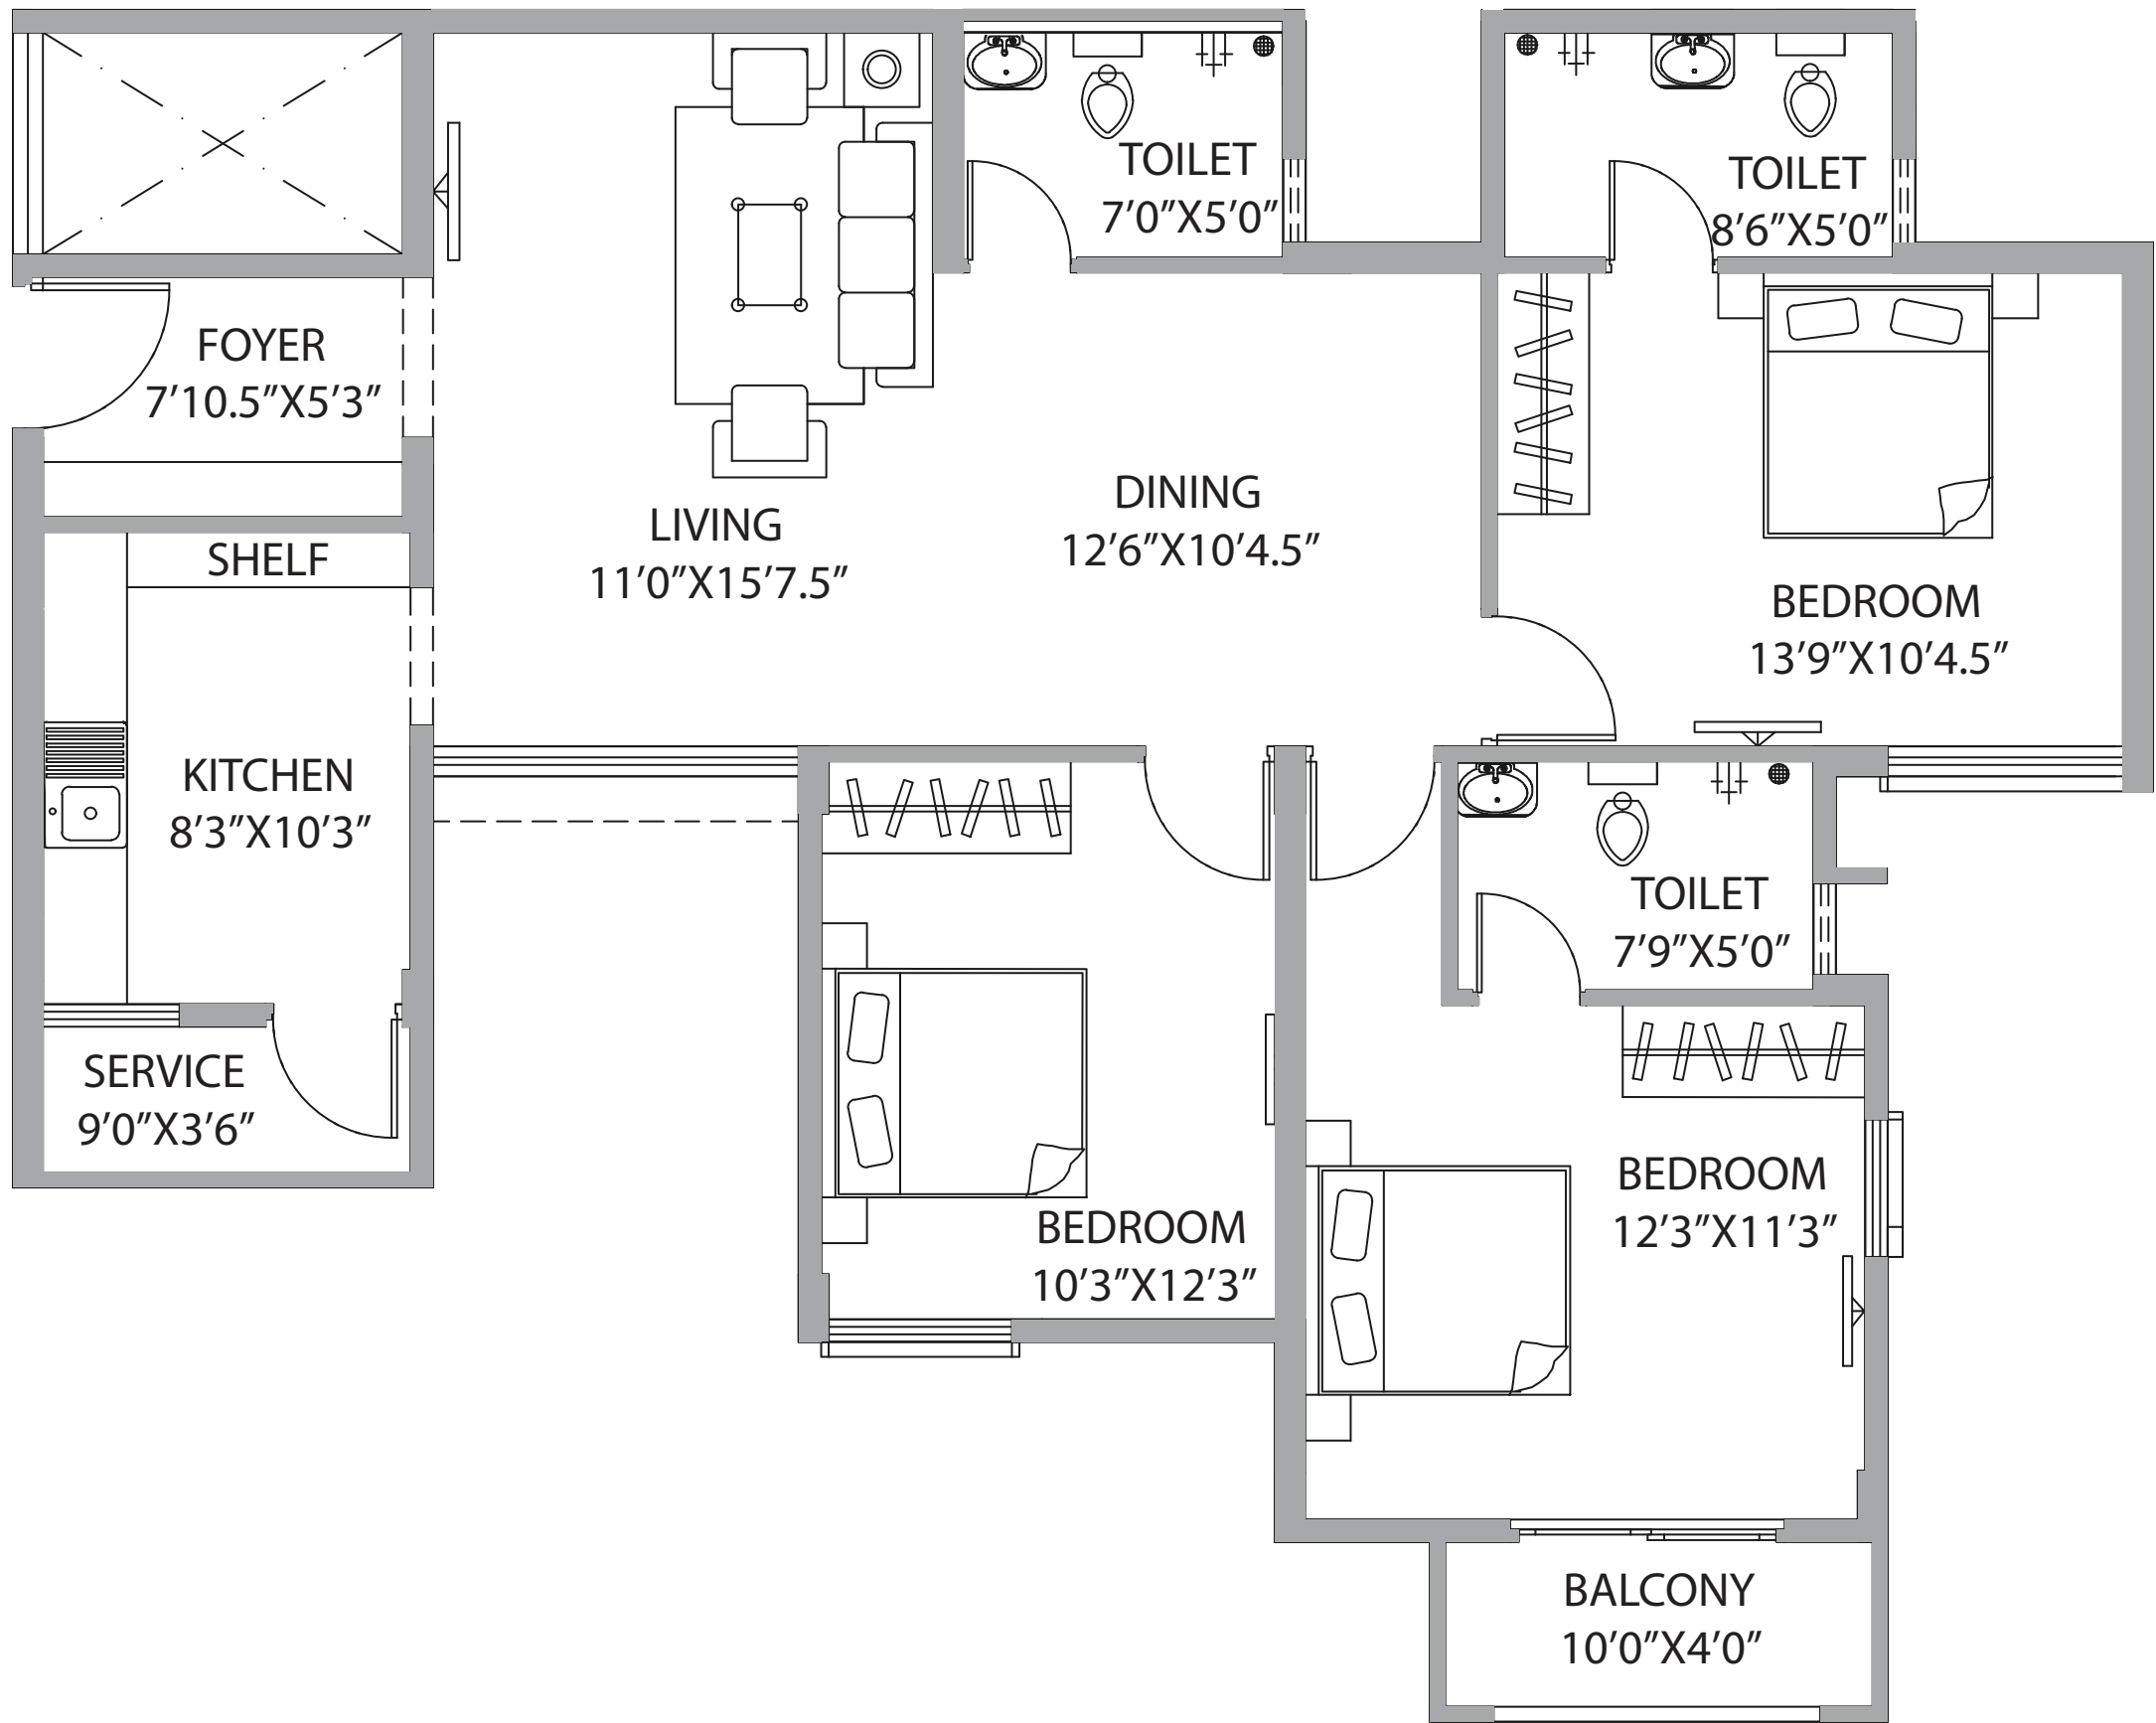 TOILET
7’0”X5’0”
TOILET
8’6”X5’0”
FOYER
7’10.5”X5’3”
LIVING
11’0”X15’7.5”
DINING
12’6”X10’4.5”
SHELF
BEDROOM
13’9”X10’4.5”
KITCHEN
8’3”X10’3”
TOILET
7’9”X5’0”
SERVICE
9’0”X3’6”
BEDROOM
10’3”X12’3”
BEDROOM
12’3”X11’3”
BALCONY
10’0”X4’0”